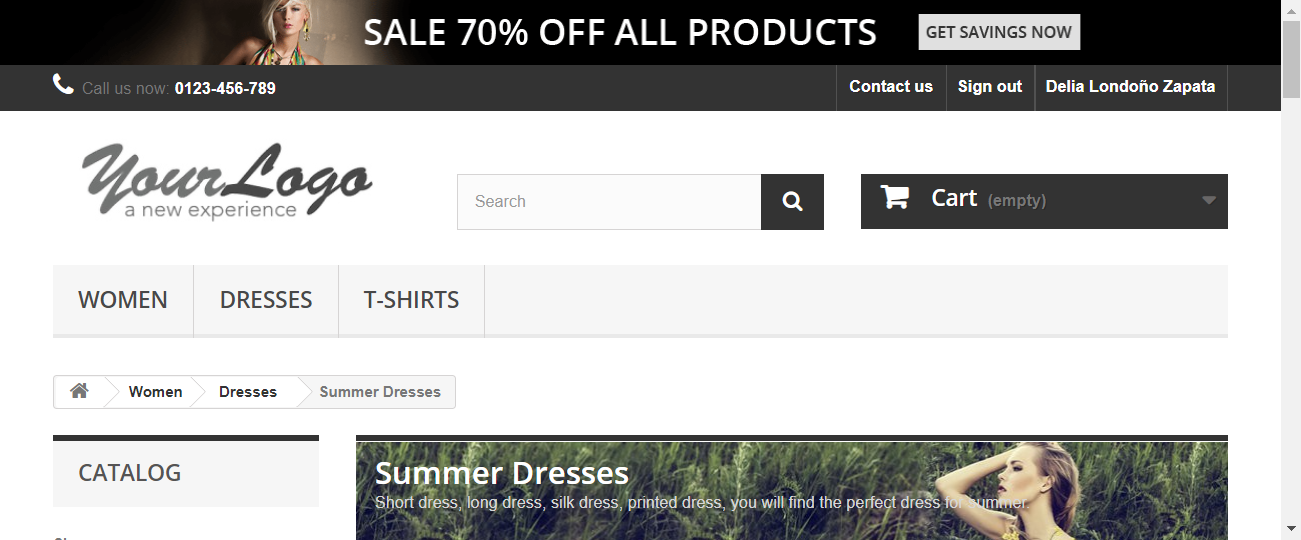 SALE 70% OFF ALL PRODUCTS GET SAVINGS NOW
Call us now: 0123-456-789 Contact us Sign out Delia Londoño Zapata
Your Logo
a new experience
Search
Cart (empty)
WOMEN DRESSES T-SHIRTS
Women Dresses Summer Dresses
CATALOG
Summer Dresses
Short dress, long dress, silk dress, printed dress, you will find the perfect dress for summer.